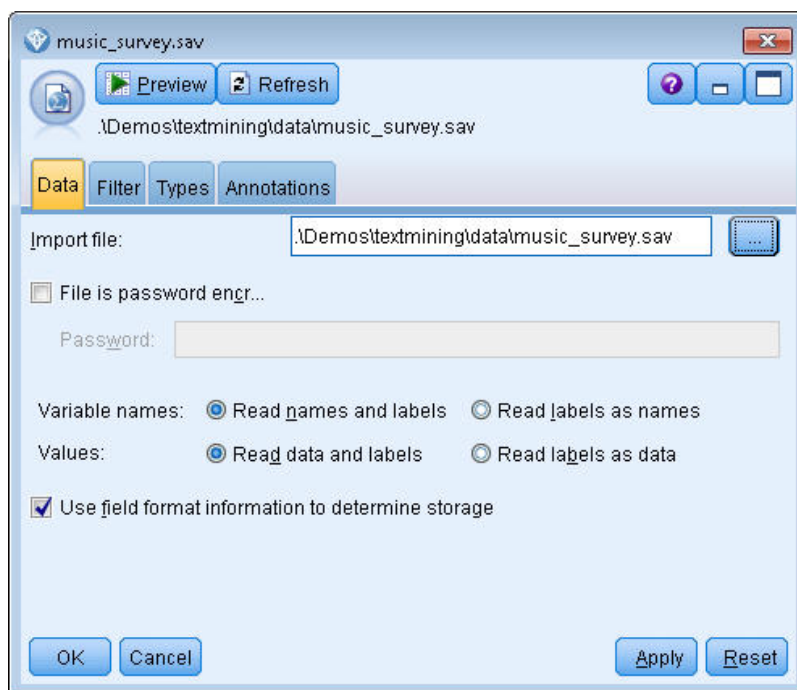 music_survey.sav
Preview Refresh
.\Demos\textmining\data\music_survey.sav
Data Filter Types Annotations
Import file: .\Demos\textmining\data\music_survey.sav ...
File is password encr...
Password:
Variable names: Read names and labels Read labels as names
Values: Read data and labels Read labels as data
Use field format information to determine storage
OK Cancel Apply Reset